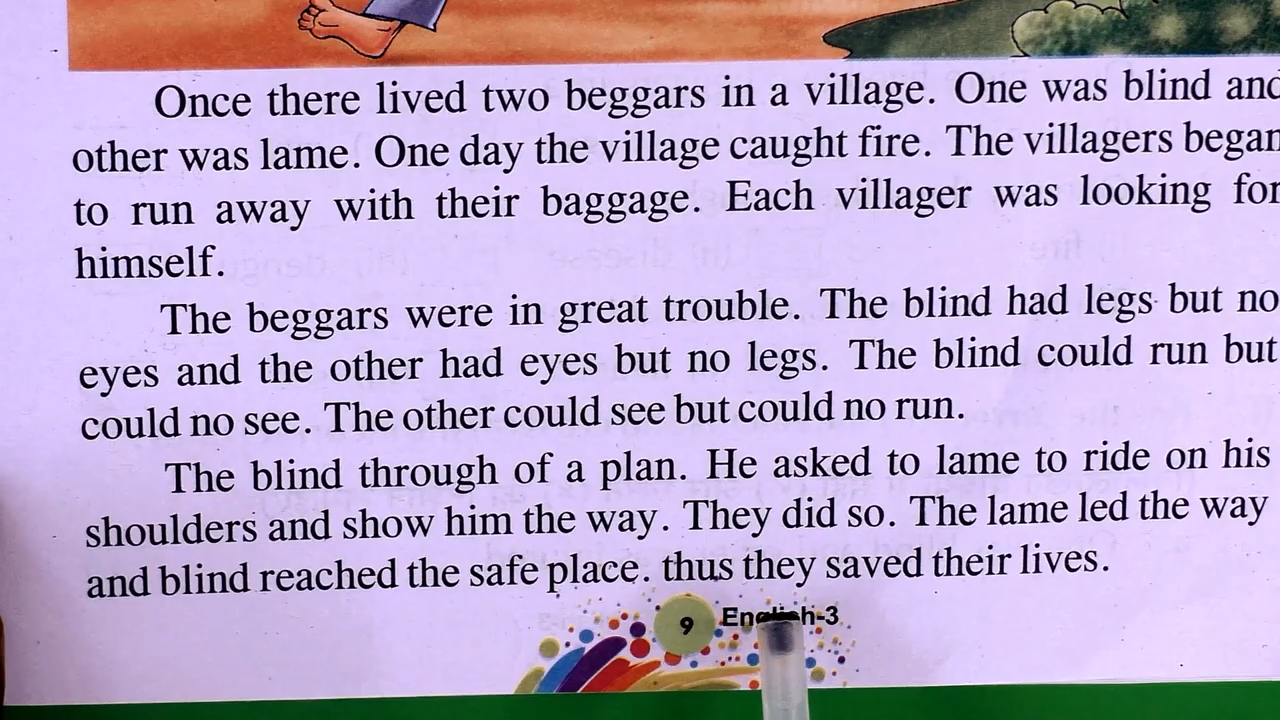 Once there lived two beggars in a village. One was blind and
other was lame. One day the village caught fire. The villagers began
to run away with their baggage. Each villager was looking for
himself.
The beggars were in great trouble. The blind had legs but no
eyes and the other had eyes but no legs. The blind could run but
could no see. The other could see but could no run.
The blind through of a plan. He asked to lame to ride on his
shoulders and show him the way. They did so. The lame led the way
and blind reached the safe place. thus they saved their lives.
9 English-3